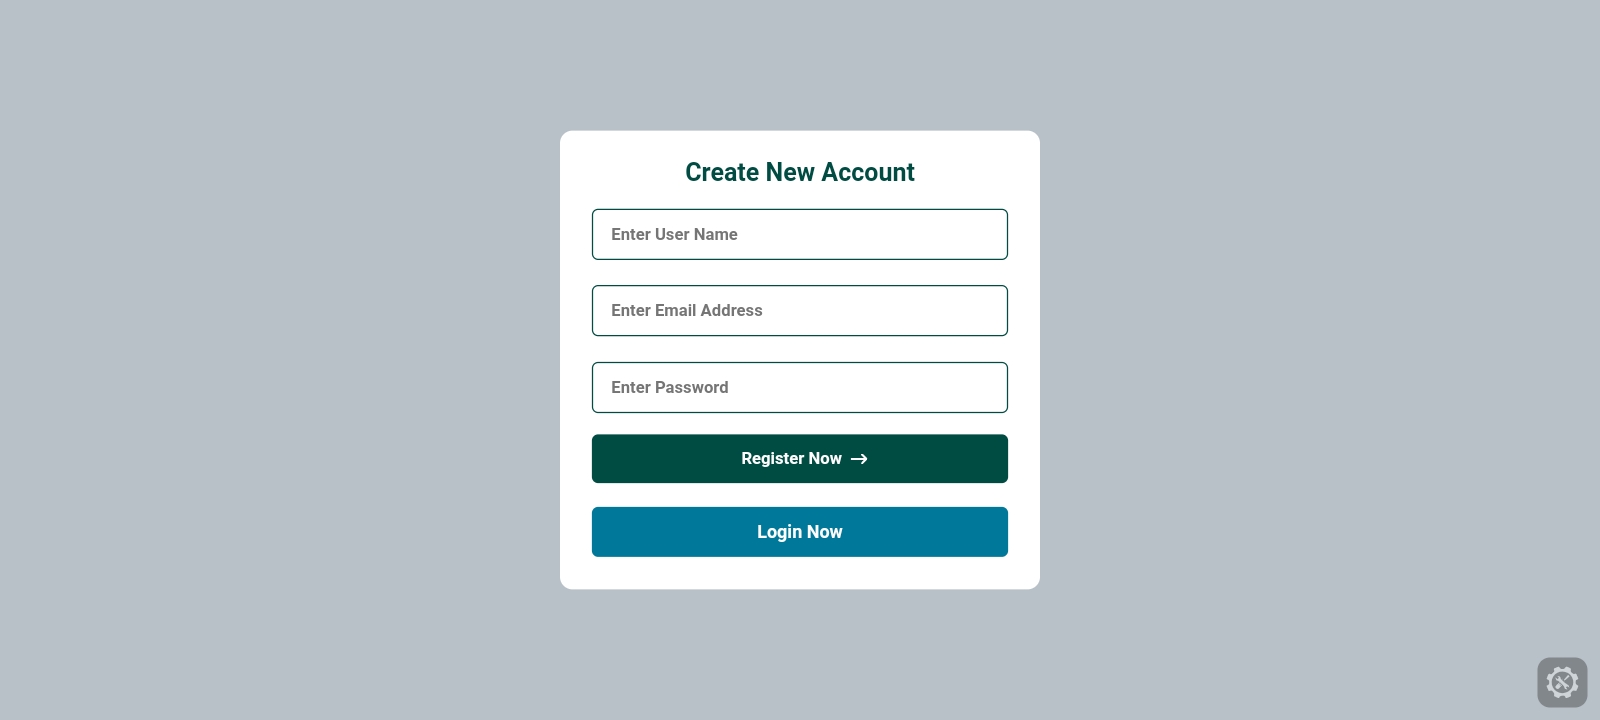 Create New Account
Enter User Name
Enter Email Address
Enter Password
Register Now →
Login Now